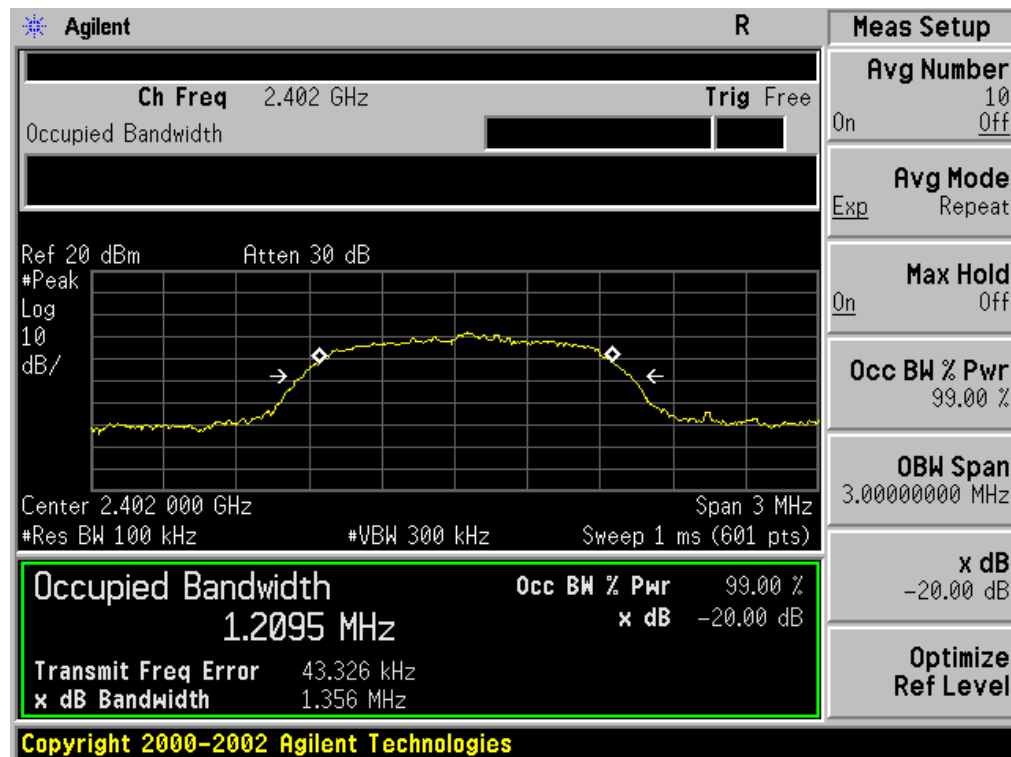 Agilent R Meas Setup
Ch Freq 2.402 GHz Trig Free
Occupied Bandwidth
Ref 20 dBm Atten 30 dB
#Peak
Log
10
dB/
Center 2.402 000 GHz Span 3 MHz
#Res BW 100 kHz #VBW 300 kHz Sweep 1 ms (601 pts)
Occupied Bandwidth Occ BW % Pwr 99.00 %
1.2095 MHz x dB -20.00 dB
Transmit Freq Error 43.326 kHz
x dB Bandwidth 1.356 MHz
Copyright 2000-2002 Agilent Technologies
Avg Number
10
On Off
Avg Mode
Exp Repeat
Max Hold
On Off
Occ BW % Pwr
99.00 %
OBW Span
3.00000000 MHz
x dB
-20.00 dB
Optimize
Ref Level